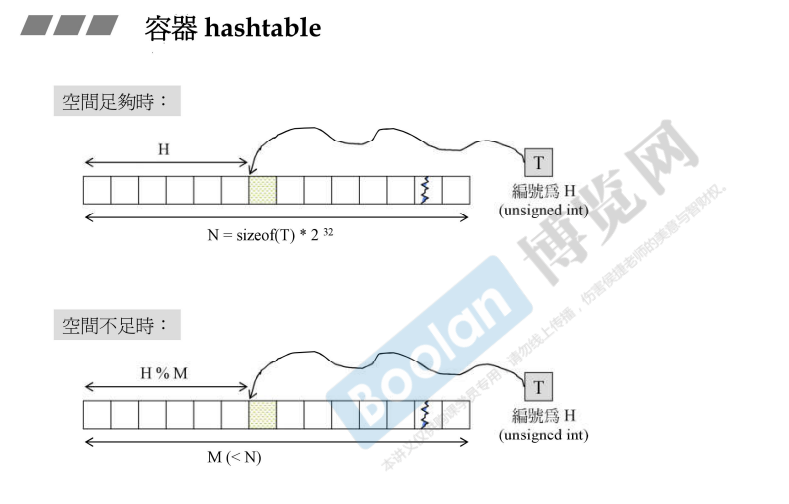 容器 hashtable
空間足夠時：
H
T
編號爲 H
(unsigned int)
N = sizeof(T) * 2 32
空間不足時：
H % M
T
編號爲 H
(unsigned int)
M (< N)
Boolan 博览网
本讲义仅供本课学员专用，请勿线上传播，伤害侯捷老师的美意与智财权。